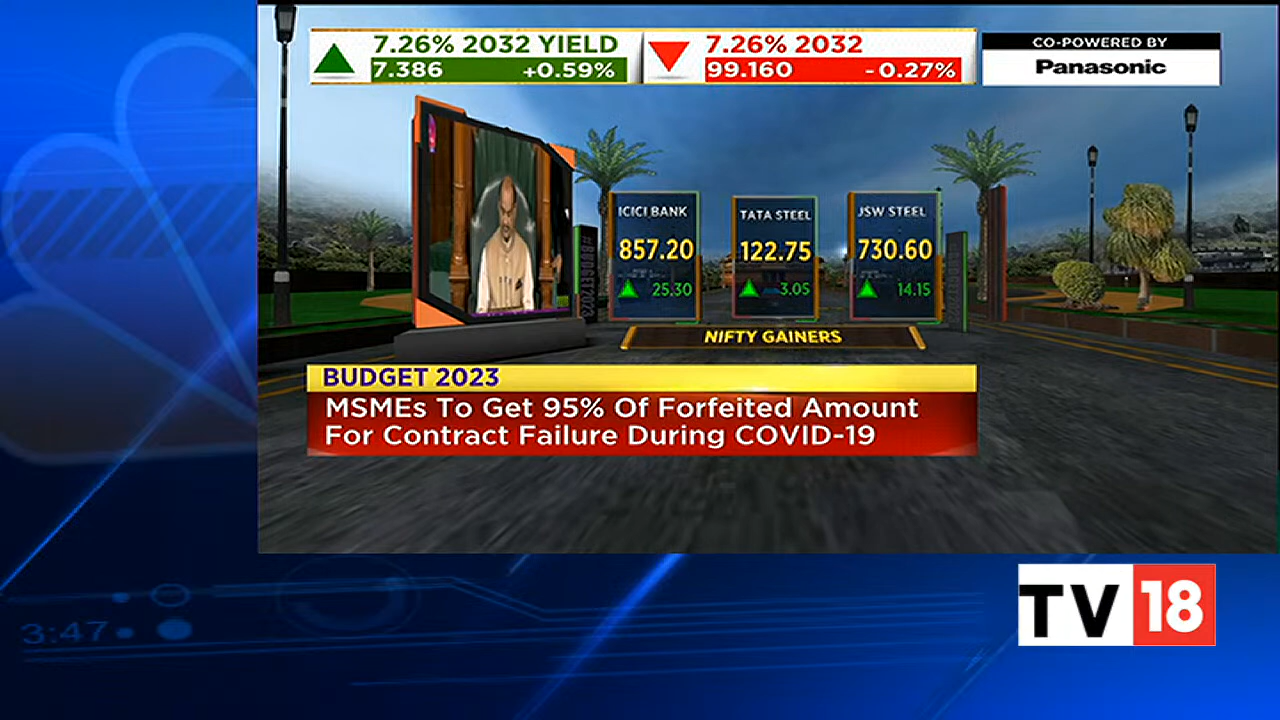 7.26% 2032 YIELD
7.386 +0.59%
7.26% 2032
99.160 -0.27%
CO-POWERED BY
Panasonic
ICICI BANK
857.20
25.30
TATA STEEL
122.75
3.05
JSW STEEL
730.60
14.15
#BUDGET2023
NIFTY GAINERS
BUDGET 2023
MSMEs To Get 95% Of Forfeited Amount
For Contract Failure During COVID-19
3:47
TV18